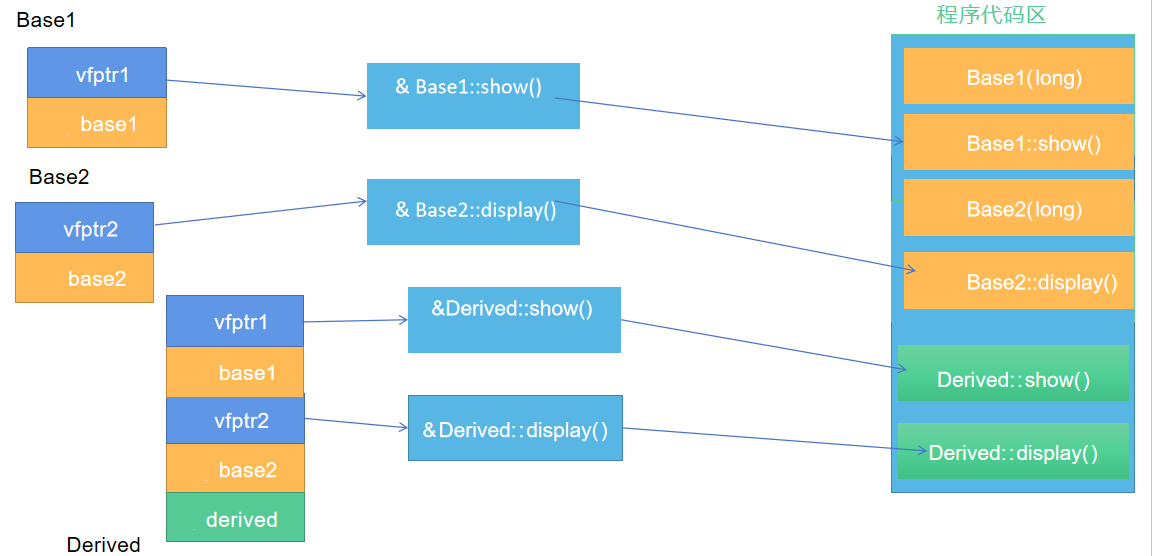 Base1
程序代码区
vfptr1
base1
& Base1::show()
Base1(long)
Base1::show()
Base2
vfptr2
base2
& Base2::display()
Base2(long)
Base2::display()
vfptr1
base1
vfptr2
base2
derived
Derived
&Derived::show()
&Derived::display()
Derived::show()
Derived::display()